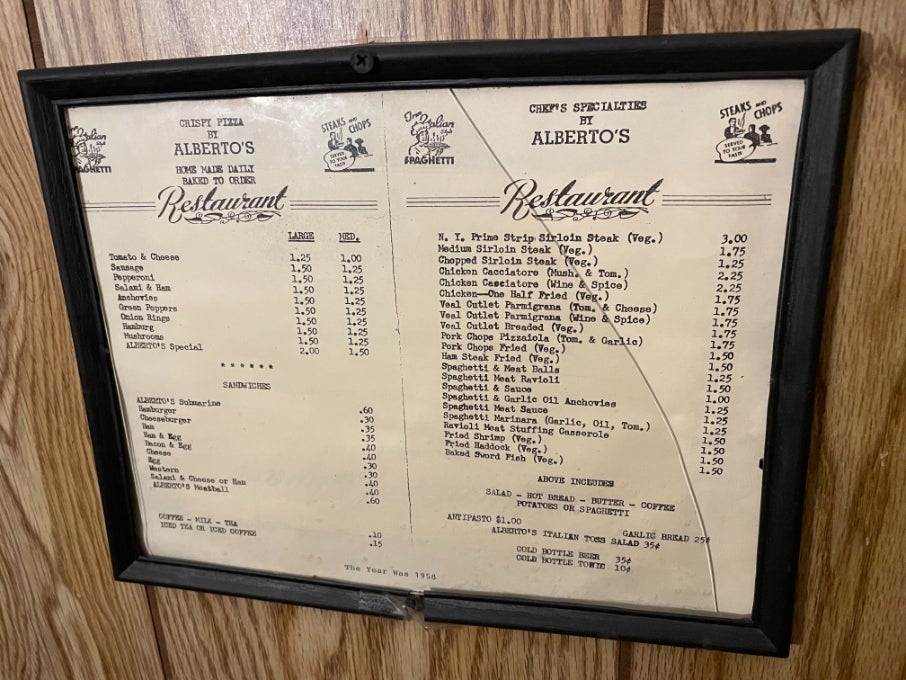 CRISPY PIZZA
BY
ALBERTO'S
HOME MADE DAILY
BAKED TO ORDER
Italian
SPAGHETTI
STEAKS AND CHOPS
SERVED TO YOUR TASTE
Restaurant
LARGE MED.
Tomato & Cheese 1.25 1.00
Sausage 1.50 1.25
Pepperoni 1.50 1.25
Salami & Ham 1.50 1.25
Anchovies 1.50 1.25
Green Peppers 1.50 1.25
Onion Rings 1.50 1.25
Hamburg 1.50 1.25
Mushrooms 1.50 1.25
ALBERTO'S Special 2.00 1.50
* * * * * *
SANDWICHES
ALBERTO'S Submarine .60
Hamburger .30
Cheeseburger .35
Ham .35
Ham & Egg .40
Bacon & Egg .40
Cheese .30
Egg .30
Western .40
Salami & Cheese or Ham .40
ALBERTO'S Meatball .60
COFFEE - MILK - TEA .10
ICED TEA OR ICED COFFEE .15
The Year Was 1958
CHEF'S SPECIALTIES
BY
ALBERTO'S
True Italian Style
SPAGHETTI
STEAKS AND CHOPS
SERVED TO YOUR TASTE
Restaurant
N. Y. Prime Strip Sirloin Steak (Veg.) 3.00
Medium Sirloin Steak (Veg.) 1.75
Chopped Sirloin Steak (Veg.) 1.25
Chicken Cacciatore (Mush. & Tom.) 2.25
Chicken Casciatore (Wine & Spice) 2.25
Chicken—One Half Fried (Veg.) 1.75
Veal Cutlet Parmigrana (Tom. & Cheese) 1.75
Veal Cutlet Parmigrana (Wine & Spice) 1.75
Veal Cutlet Breaded (Veg.) 1.75
Pork Chops Pizzaiola (Tom. & Garlic) 1.75
Pork Chops Fried (Veg.) 1.50
Ham Steak Fried (Veg.) 1.50
Spaghetti & Meat Balls 1.25
Spaghetti Meat Ravioli 1.50
Spaghetti & Sauce 1.00
Spaghetti & Garlic Oil Anchovies 1.25
Spaghetti Meat Sauce 1.25
Spaghetti Marinara (Garlic, Oil, Tom.) 1.25
Ravioli Meat Stuffing Casserole 1.50
Fried Shrimp (Veg.) 1.50
Fried Haddock (Veg.) 1.50
Baked Sword Fish (Veg.) 1.50
ABOVE INCLUDES
SALAD - HOT BREAD - BUTTER - COFFEE
POTATOES OR SPAGHETTI
ANTIPASTO $1.00 GARLIC BREAD 25¢
ALBERTO'S ITALIAN TOSS SALAD 35¢
COLD BOTTLE BEER 35¢
COLD BOTTLE TONIC 10¢